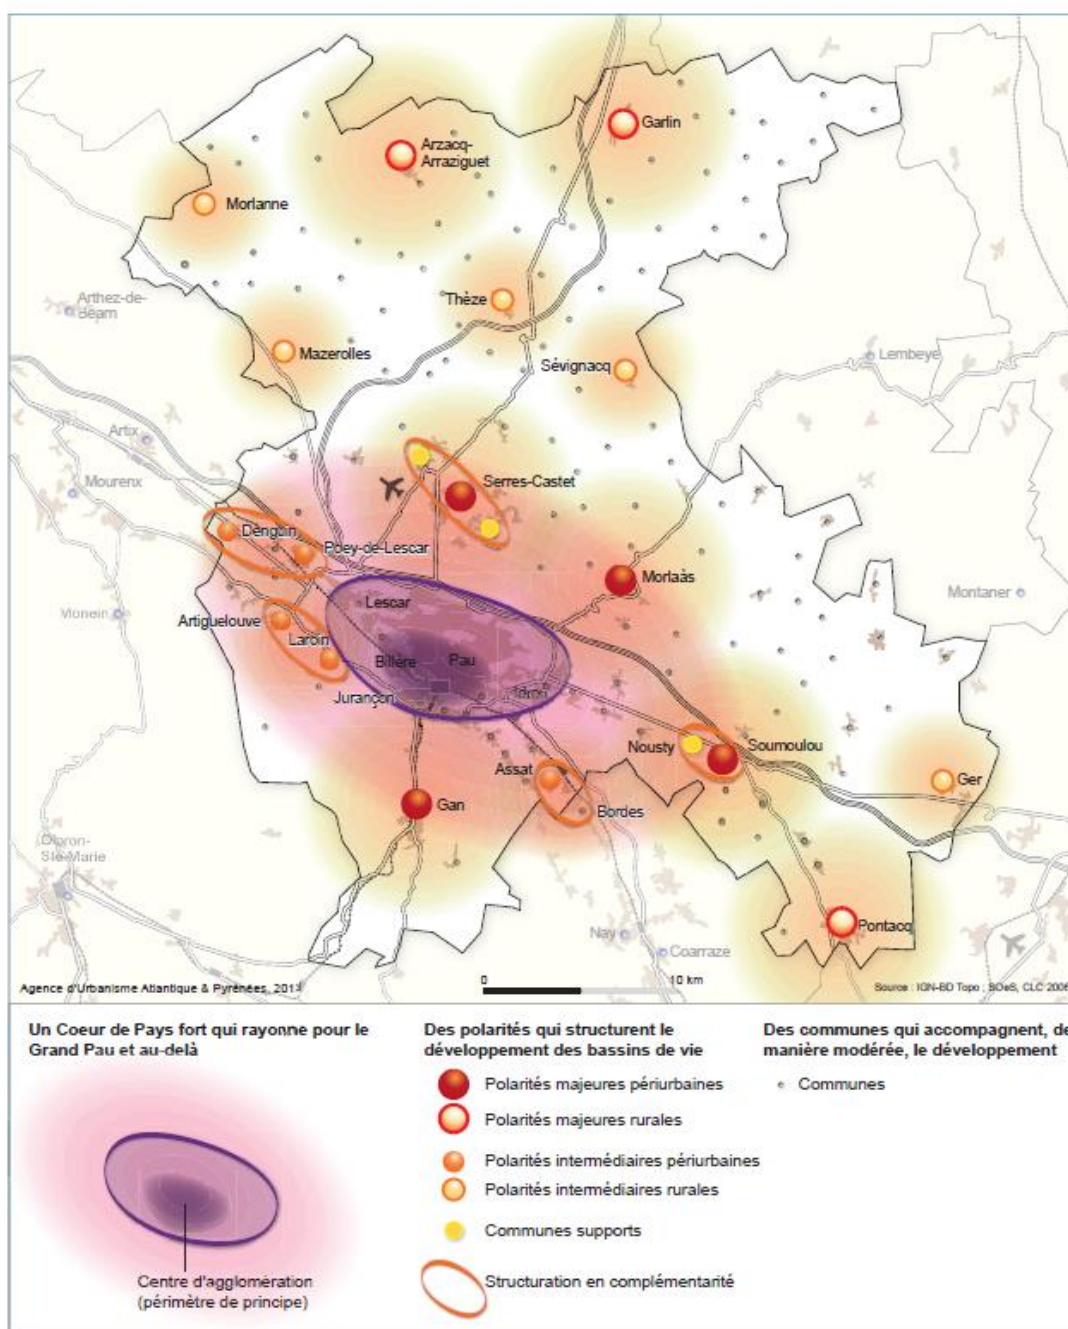 Garlin
Arzacq-
Arraziguet
Morlanne
Thèze
Arthez-de-
Béarn
Mazerolles
Sévignacq
Lembeye
Artix
Mourenx
Serres-Castet
Denguin
Poey-de-Lescar
Morlaàs
Montaner
Monein
Lescar
Artiguelouve
Laroin
Billère
Pau
Jurançon
Idron
Nousty
Soumoulou
Assat
Ger
Gan
Bordes
Oloron-
Ste-Marie
Pontacq
Nay
Coarraze
0
10 km
Agence d'Urbanisme Atlantique & Pyrénées, 2013
Source : IGN-BD Topo ; SOeS, CLC 2006
Un Coeur de Pays fort qui rayonne pour le
Grand Pau et au-delà
Centre d'agglomération
(périmètre de principe)
Des polarités qui structurent le
développement des bassins de vie
Polarités majeures périurbaines
Polarités majeures rurales
Polarités intermédiaires périurbaines
Polarités intermédiaires rurales
Communes supports
Structuration en complémentarité
Des communes qui accompagnent, de
manière modérée, le développement
Communes